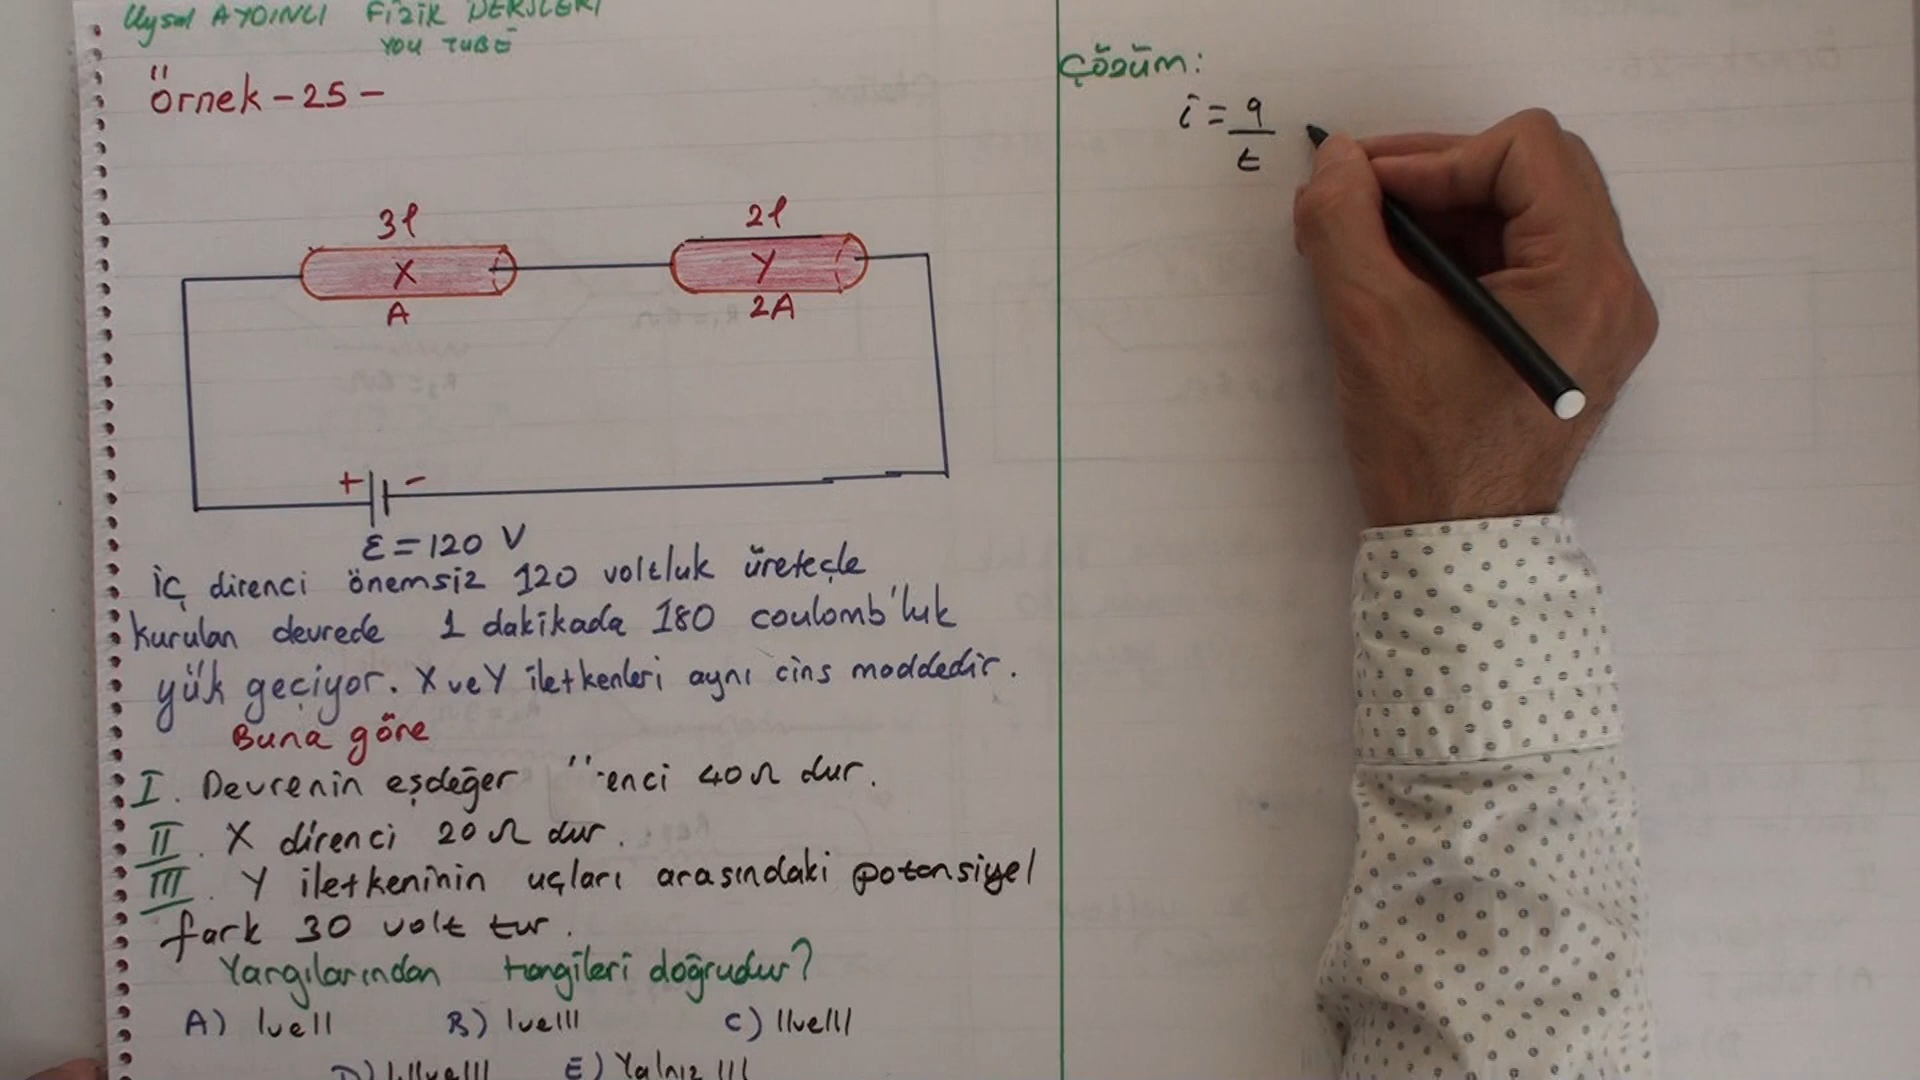 Uysal AYDINLI FİZİK DERSLERİ
YOU TUBE
Örnek-25-
3l
2l
X
Y
A
2A
+ -
ε=120 V
İç direnci önemsiz 120 voltluk üreteçle
kurulan devrede 1 dakikada 180 coulomb'luk
yük geçiyor. X ve Y iletkenleri aynı cins maddedir.
Buna göre
I. Devrenin eşdeğer enci 40Ω dur.
II. X direnci 20Ω dur.
III. Y iletkeninin uçları arasındaki potansiyel
fark 30 volt tur.
Yargılarından hangileri doğrudur?
A) I ve II B) I ve III C) II ve III
D) I, II ve III E) Yalnız III
Çözüm:
i = q
t